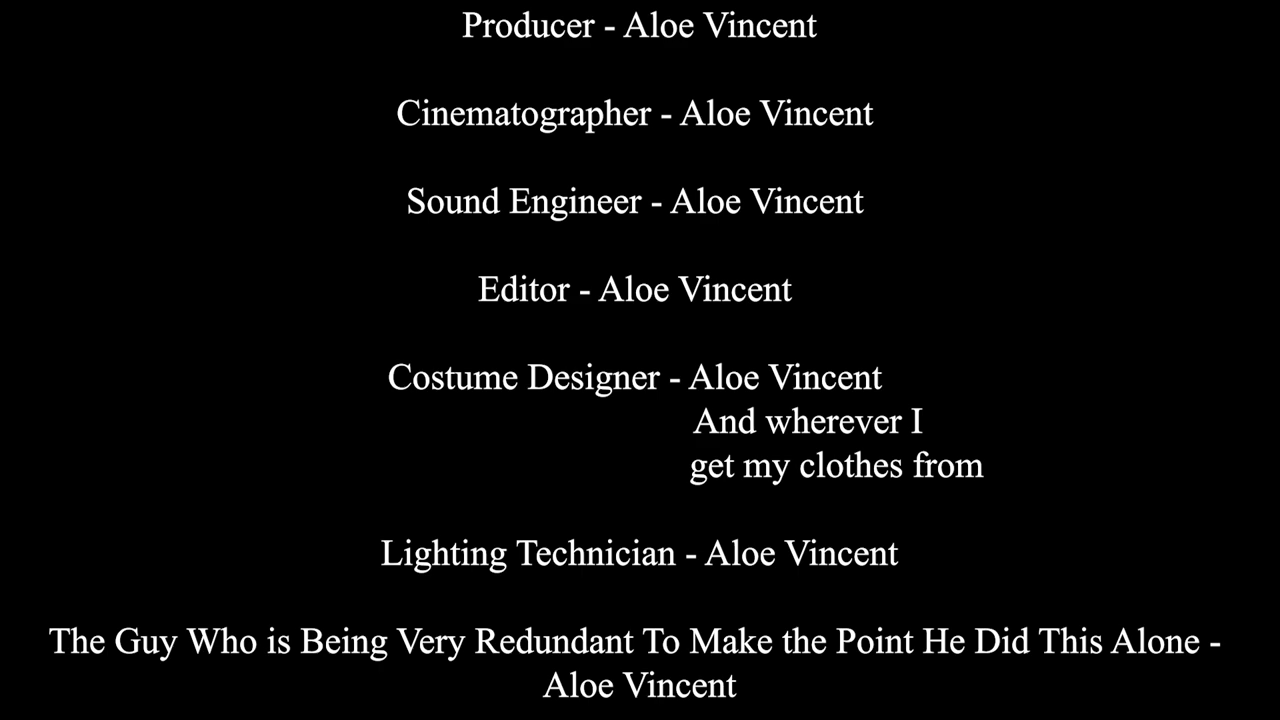 Producer - Aloe Vincent
Cinematographer - Aloe Vincent
Sound Engineer - Aloe Vincent
Editor - Aloe Vincent
Costume Designer - Aloe Vincent
And wherever I
get my clothes from
Lighting Technician - Aloe Vincent
The Guy Who is Being Very Redundant To Make the Point He Did This Alone -
Aloe Vincent